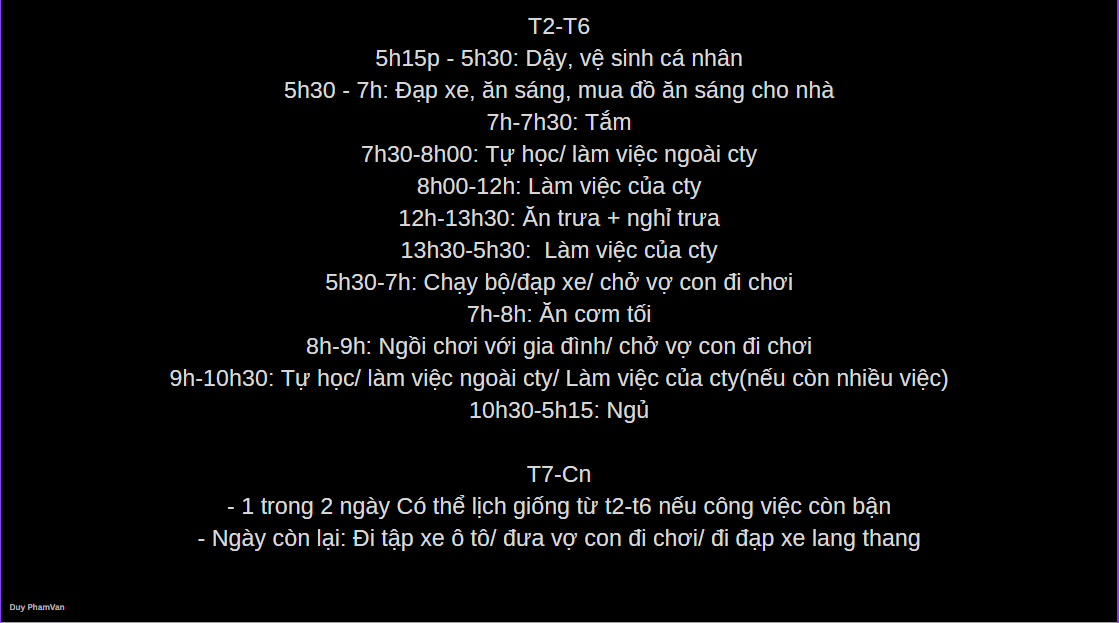 T2-T6
5h15p - 5h30: Dậy, vệ sinh cá nhân
5h30 - 7h: Đạp xe, ăn sáng, mua đồ ăn sáng cho nhà
7h-7h30: Tắm
7h30-8h00: Tự học/ làm việc ngoài cty
8h00-12h: Làm việc của cty
12h-13h30: Ăn trưa + nghỉ trưa
13h30-5h30:  Làm việc của cty
5h30-7h: Chạy bộ/đạp xe/ chở vợ con đi chơi
7h-8h: Ăn cơm tối
8h-9h: Ngồi chơi với gia đình/ chở vợ con đi chơi
9h-10h30: Tự học/ làm việc ngoài cty/ Làm việc của cty(nếu còn nhiều việc)
10h30-5h15: Ngủ
T7-Cn
- 1 trong 2 ngày Có thể lịch giống từ t2-t6 nếu công việc còn bận
- Ngày còn lại: Đi tập xe ô tô/ đưa vợ con đi chơi/ đi đạp xe lang thang
Duy PhamVan